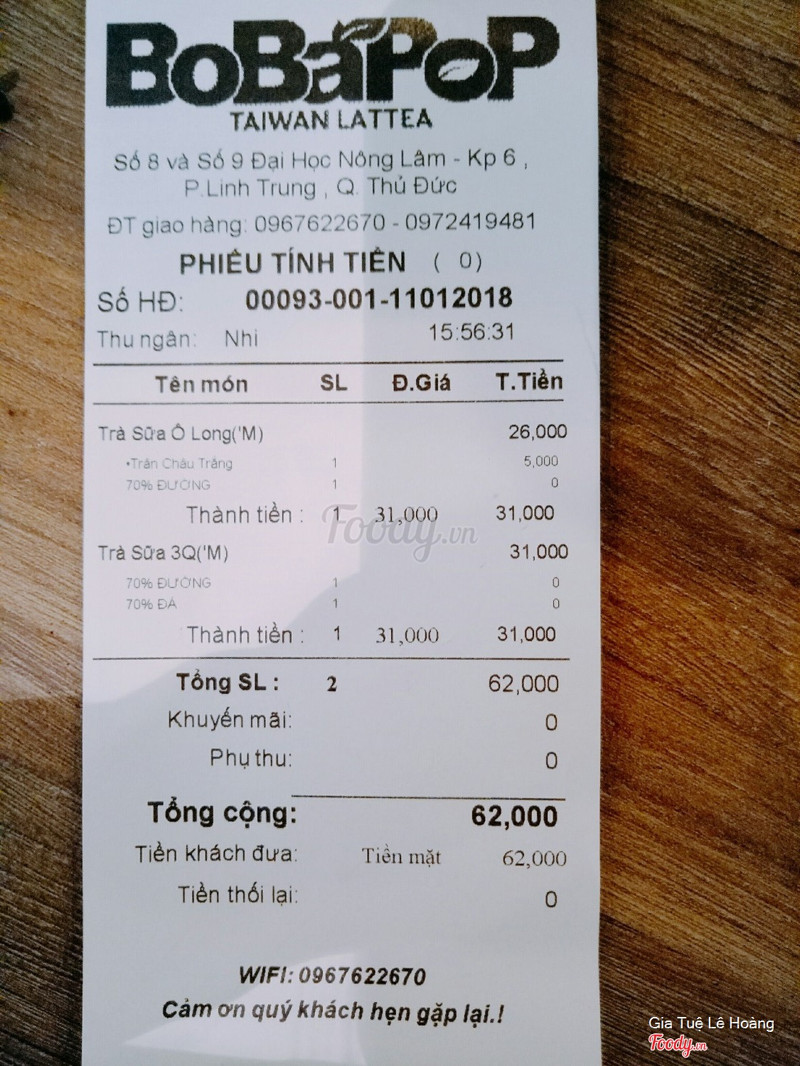 BoBaPoP
TAIWAN LATTEA
Số 8 và Số 9 Đại Học Nông Lâm - Kp 6 ,
P.Linh Trung , Q. Thủ Đức
ĐT giao hàng: 0967622670 - 0972419481
PHIẾU TÍNH TIỀN ( 0)
Số HĐ: 00093-001-11012018
Thu ngân: Nhi 15:56:31
Tên món SL Đ.Giá T.Tiền
Trà Sữa Ô Long('M) 26,000
•Trân Châu Trắng 1 5,000
70% ĐƯỜNG 1 0
Thành tiền : 1 31,000 31,000
Foody.vn
Trà Sữa 3Q('M) 31,000
70% ĐƯỜNG 1 0
70% ĐÁ 1 0
Thành tiền : 1 31,000 31,000
Tổng SL : 2 62,000
Khuyến mãi: 0
Phụ thu: 0
Tổng cộng: 62,000
Tiền khách đưa: Tiền mặt 62,000
Tiền thối lại: 0
WIFI: 0967622670
Cảm ơn quý khách hẹn gặp lại.!
Gia Tuệ Lê Hoàng
Foody.vn